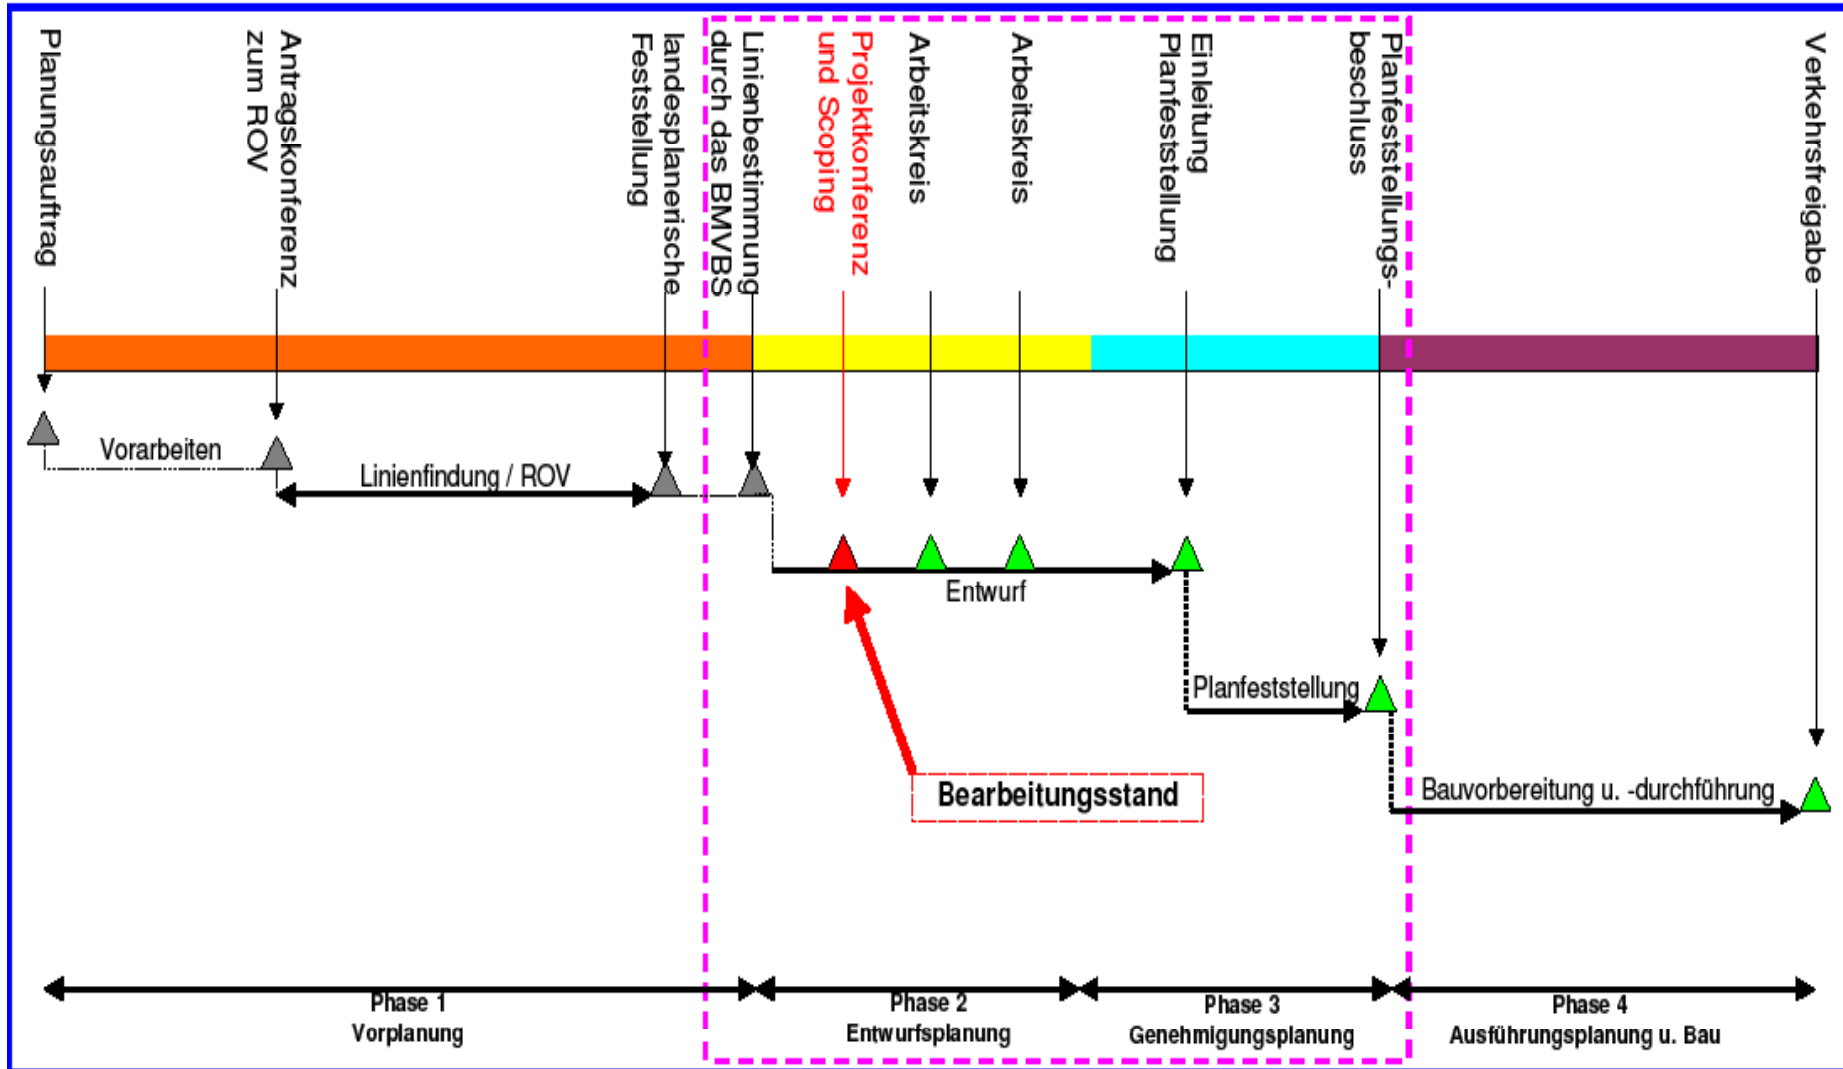 Planungsauftrag
Antragskonferenz
zum ROV
landesplanerische
Feststellung
Linienbestimmung
durch das BMVBS
Projektkonferenz
und Scoping
Arbeitskreis
Arbeitskreis
Einleitung
Planfeststellung
Planfeststellungs-
beschluss
Verkehrsfreigabe
Vorarbeiten
Linienfindung / ROV
Entwurf
Planfeststellung
Bearbeitungsstand
Bauvorbereitung u. -durchführung
Phase 1
Vorplanung
Phase 2
Entwurfsplanung
Phase 3
Genehmigungsplanung
Phase 4
Ausführungsplanung u. Bau